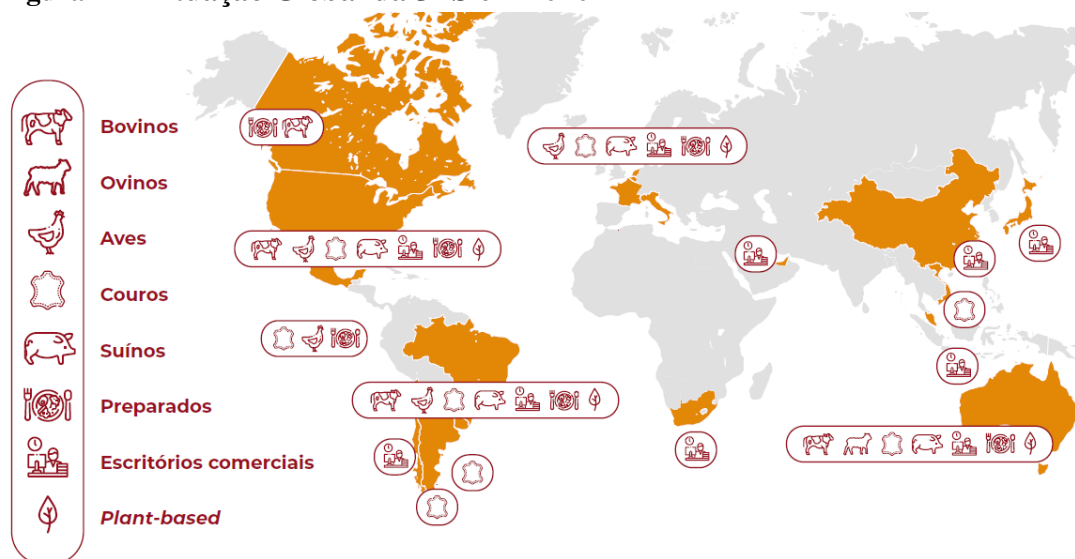 Bovinos
Ovinos
Aves
Couros
Suínos
Preparados
Escritórios comerciais
Plant-based